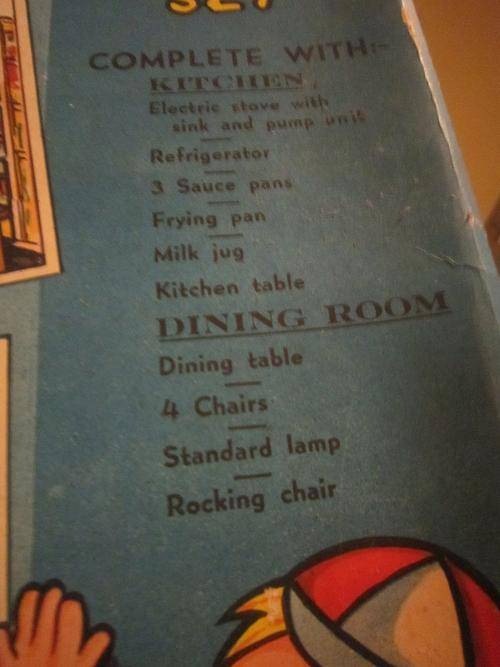 SET
COMPLETE WITH:-
KITCHEN,
Electric stove with
sink and pump unit
Refrigerator
3 Sauce pans
Frying pan
Milk jug
Kitchen table
DINING ROOM
Dining table
4 Chairs
Standard lamp
Rocking chair